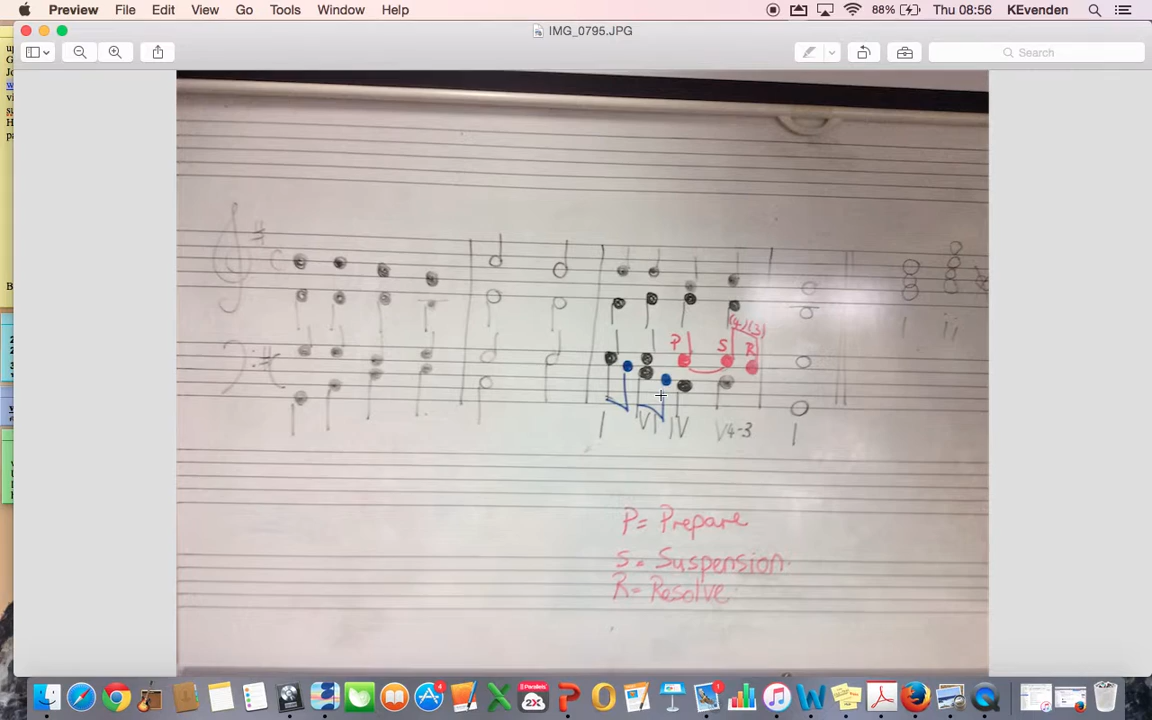 Preview File Edit View Go Tools Window Help 88% Thu 08:56 KEvenden
IMG_0795.JPG
Search
C
(4) (3)
P S R
I VI IV V4-3 I
I ii
P = Prepare
S = Suspension
R = Resolve